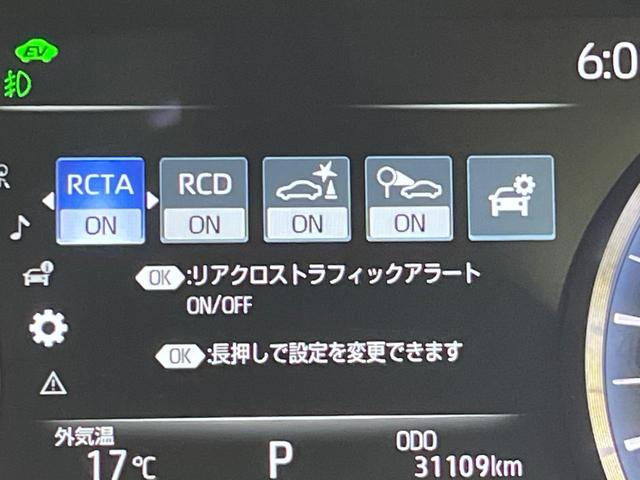 EV
6:0
RCTA
RCD
ON
ON
ON
ON
OK:リアクロストラフィックアラート
ON/OFF
OK:長押しで設定を変更できます
外気温
17℃
P
ODO
31109km